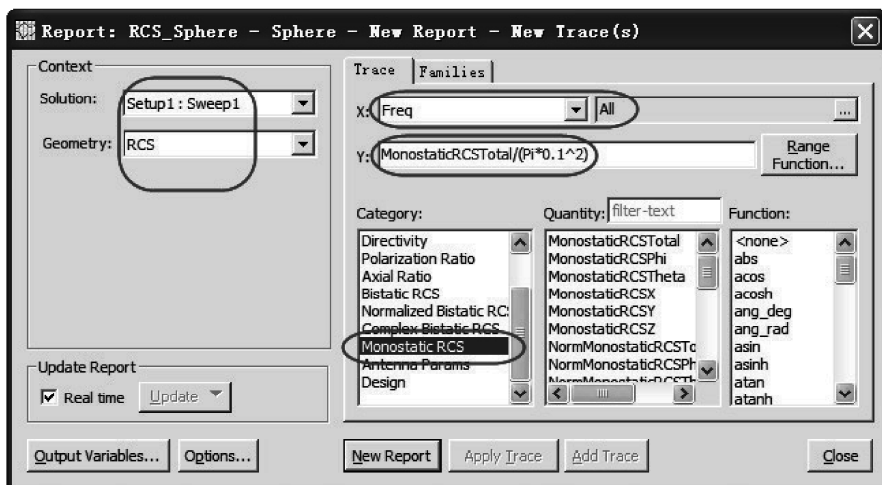 Report: RCS_Sphere - Sphere - New Report - New Trace(s)
Context
Solution: Setup1 : Sweep1
Geometry: RCS
Update Report
Real time Update
Output Variables... Options...
Trace Families
X: Freq All ...
Y: MonostaticRCSTotal/(Pi*0.1^2) Range Function...
Category:
Directivity
Polarization Ratio
Axial Ratio
Bistatic RCS
Normalized Bistatic RC
Complex Bistatic RCS
Monostatic RCS
Antenna Params
Design
Quantity: filter-text
MonostaticRCSTotal
MonostaticRCSPhi
MonostaticRCSTheta
MonostaticRCSX
MonostaticRCSY
MonostaticRCSZ
NormMonostaticRCSTo
NormMonostaticRCSPh
NormMonostaticRCSTh
Function:
<none>
abs
acos
acosh
ang_deg
ang_rad
asin
asinh
atan
atanh
New Report Apply Trace Add Trace Close